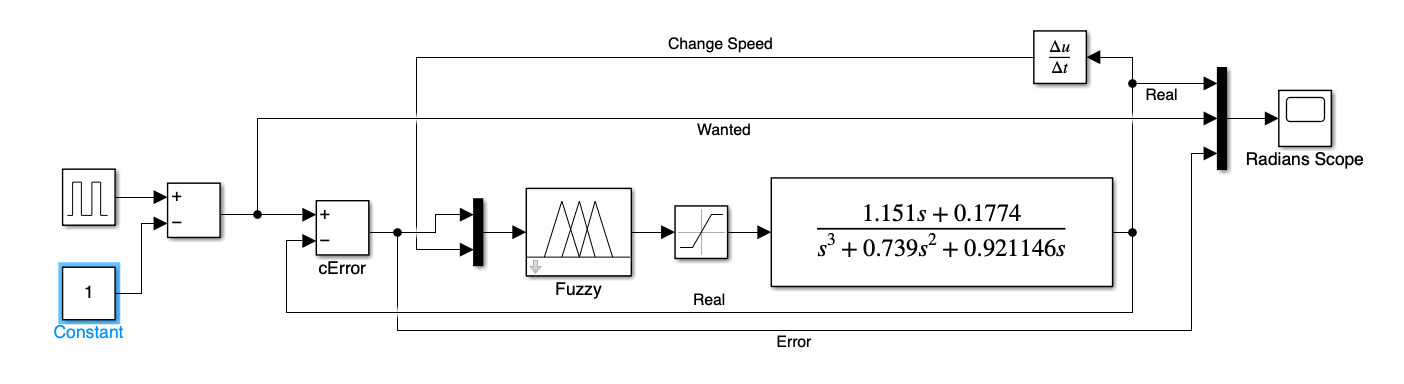 Change Speed
Δu
Δt
Real
Wanted
Radians Scope
+
−
+
−
cError
1
Constant
Fuzzy
1.151s + 0.1774
s³ + 0.739s² + 0.921146s
Real
Error